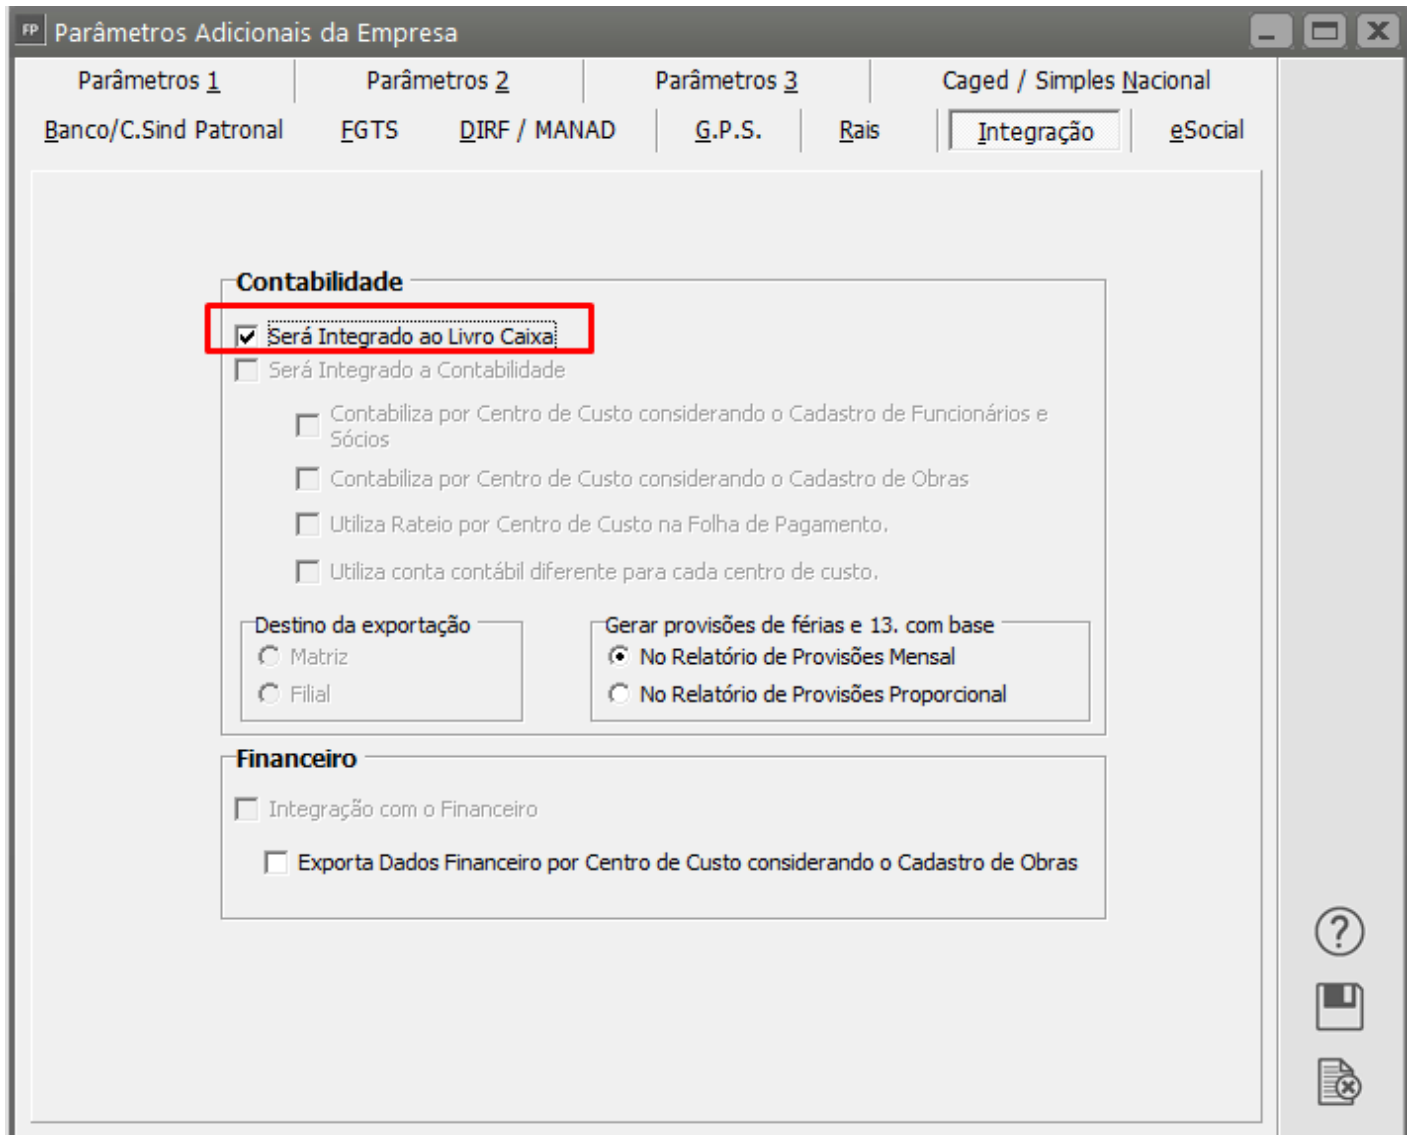 FP Parâmetros Adicionais da Empresa
Parâmetros 1 Parâmetros 2 Parâmetros 3 Caged / Simples Nacional
Banco/C.Sind Patronal FGTS DIRF / MANAD G.P.S. Rais Integração eSocial
Contabilidade
Será Integrado ao Livro Caixa
Será Integrado a Contabilidade
Contabiliza por Centro de Custo considerando o Cadastro de Funcionários e
Sócios
Contabiliza por Centro de Custo considerando o Cadastro de Obras
Utiliza Rateio por Centro de Custo na Folha de Pagamento.
Utiliza conta contábil diferente para cada centro de custo.
Destino da exportação
Matriz
Filial
Gerar provisões de férias e 13. com base
No Relatório de Provisões Mensal
No Relatório de Provisões Proporcional
Financeiro
Integração com o Financeiro
Exporta Dados Financeiro por Centro de Custo considerando o Cadastro de Obras